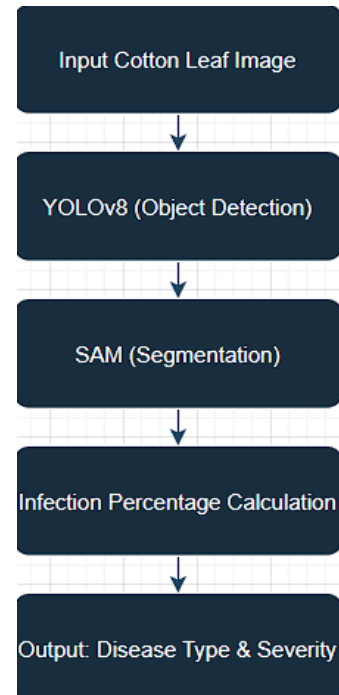 Input Cotton Leaf Image
YOLOv8 (Object Detection)
SAM (Segmentation)
Infection Percentage Calculation
Output: Disease Type & Severity